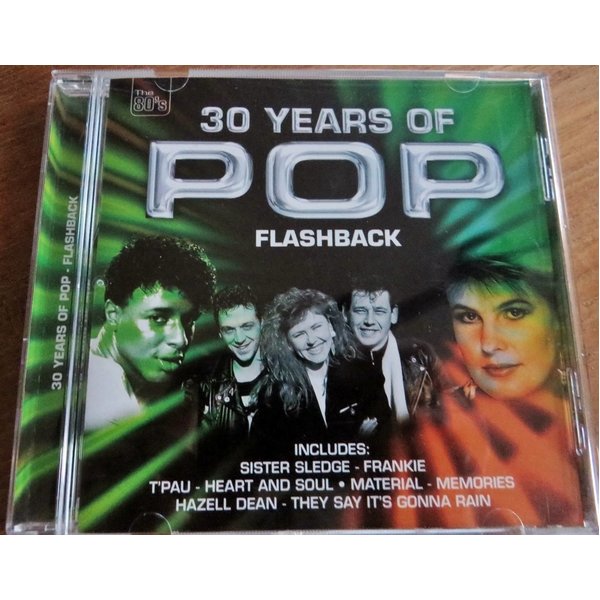 The
80's
30 YEARS OF
POP
FLASHBACK
30 YEARS OF POP - FLASHBACK
INCLUDES:
SISTER SLEDGE - FRANKIE
T'PAU - HEART AND SOUL • MATERIAL - MEMORIES
HAZELL DEAN - THEY SAY IT'S GONNA RAIN